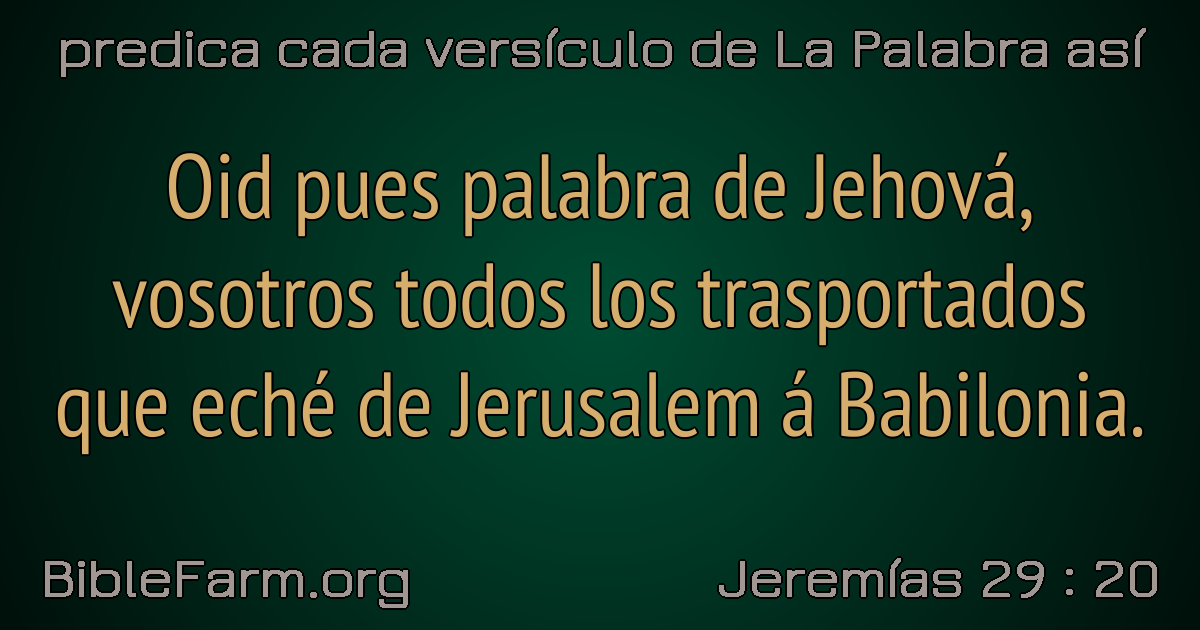 predica cada versículo de La Palabra así
Oid pues palabra de Jehová,
vosotros todos los trasportados
que eché de Jerusalem á Babilonia.
BibleFarm.org
Jeremías 29 : 20